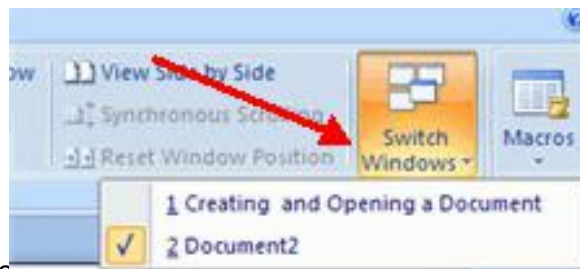 ow
View Side by Side
Synchronous Scrolling
Reset Window Position
Switch
Windows
Macros
1 Creating and Opening a Document
2 Document2